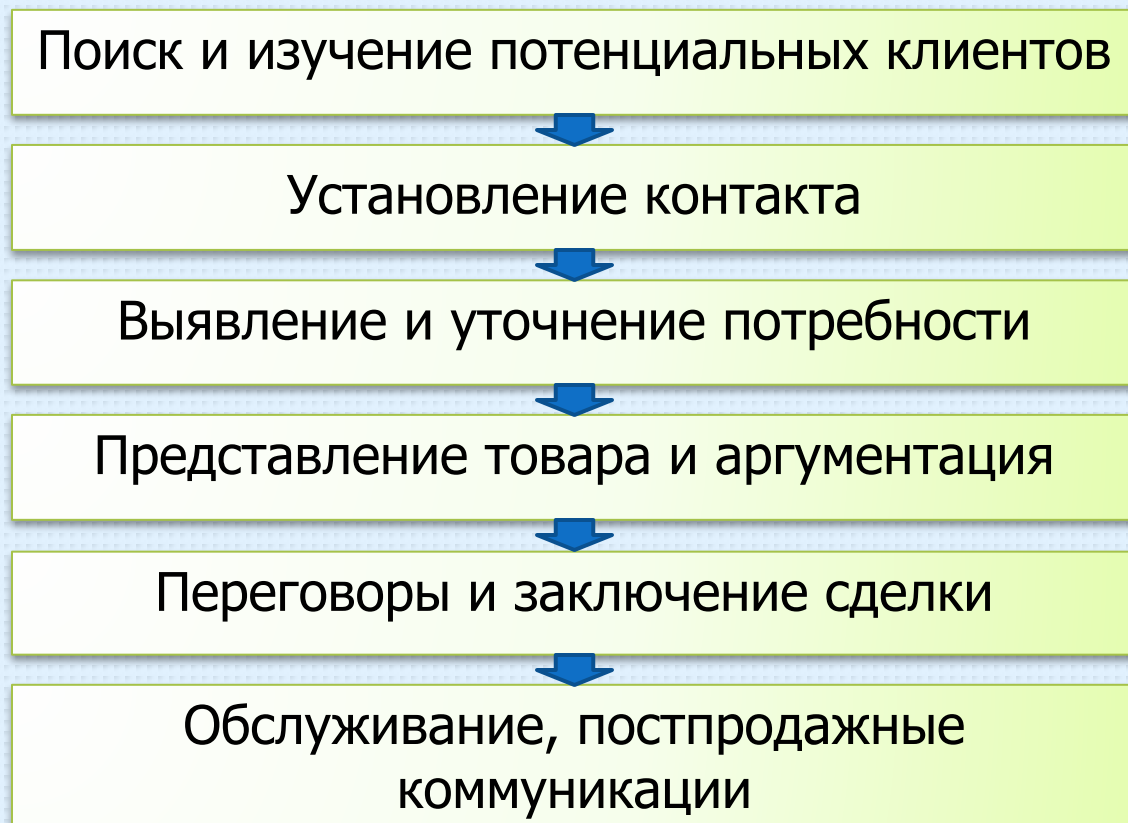 Поиск и изучение потенциальных клиентов
Установление контакта
Выявление и уточнение потребности
Представление товара и аргументация
Переговоры и заключение сделки
Обслуживание, постпродажные
коммуникации